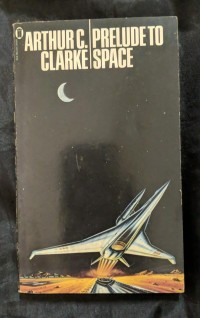 ARTHUR C. PRELUDE TO
CLARKE SPACE